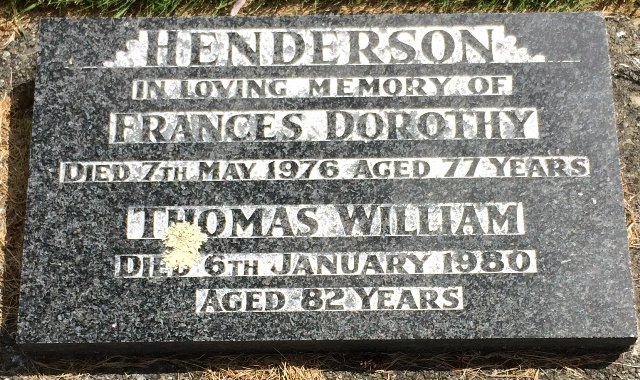 HENDERSON
IN LOVING MEMORY OF
FRANCES DOROTHY
DIED 7TH MAY 1976 AGED 77 YEARS
THOMAS WILLIAM
DIED 6TH JANUARY 1980
AGED 82 YEARS